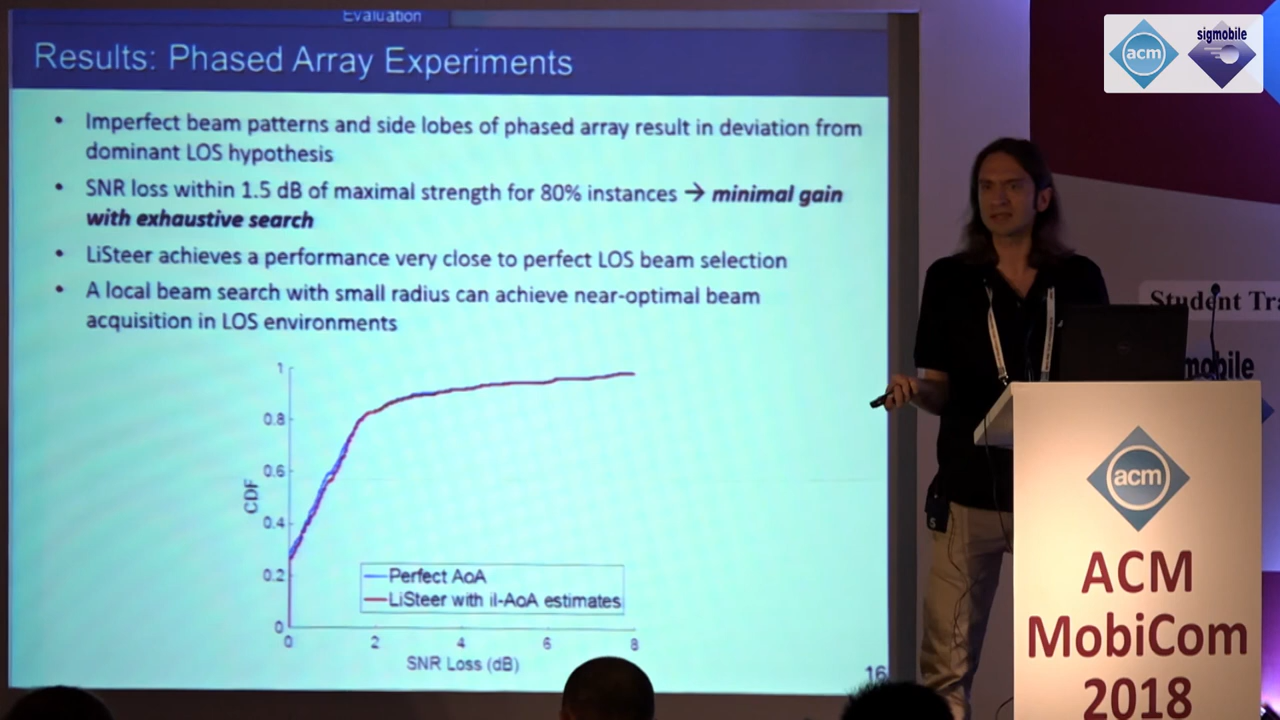 Evaluation
Results: Phased Array Experiments
• Imperfect beam patterns and side lobes of phased array result in deviation from
dominant LOS hypothesis
• SNR loss within 1.5 dB of maximal strength for 80% instances → minimal gain
with exhaustive search
• LiSteer achieves a performance very close to perfect LOS beam selection
• A local beam search with small radius can achieve near-optimal beam
acquisition in LOS environments
1
0.8
0.6
0.4
0.2
0
CDF
Perfect AoA
LiSteer with il-AoA estimates
0 2 4 6 8
SNR Loss (dB)
16
acm
sigmobile
Student Tra
mobile
acm
ACM
MobiCom
2018